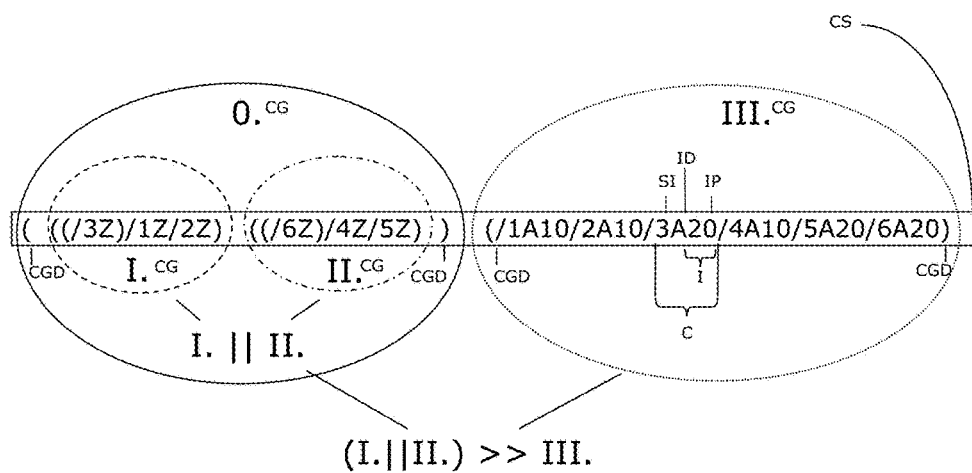 CS
0.CG III.CG
ID
SI IP
( ((/3Z)/1Z/2Z) ((/6Z)/4Z/5Z) ) (/1A10/2A10/3A20/4A10/5A20/6A20)
CGD I.CG II.CG CGD CGD I CGD
C
I. || II.
(I.||II.) >> III.